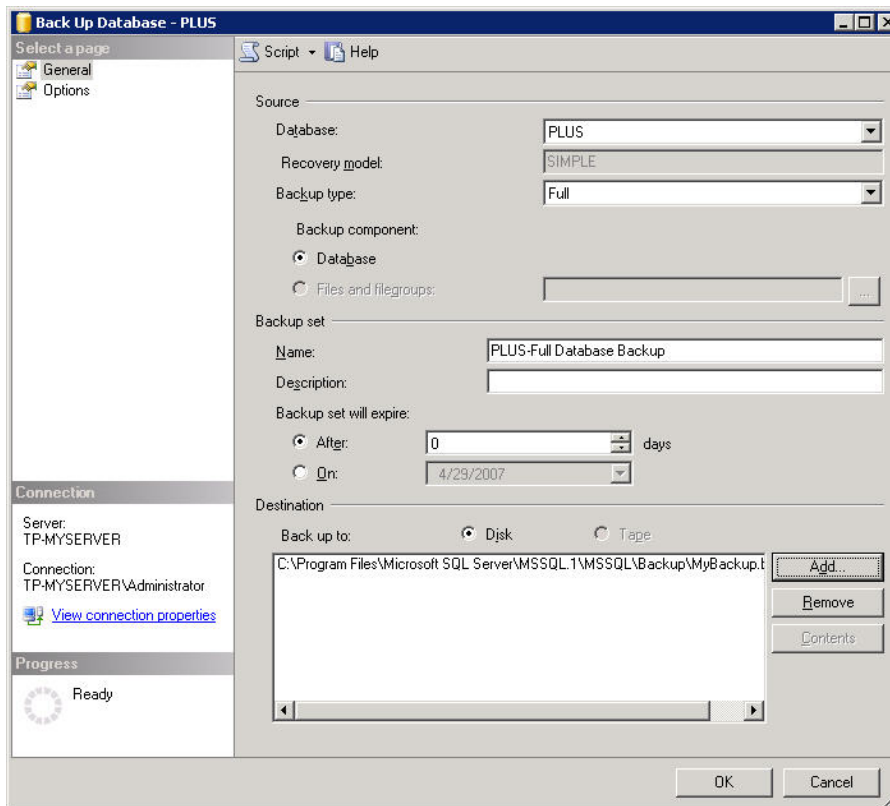 Back Up Database - PLUS
Select a page
General
Options
Script
Help
Source
Database:
PLUS
Recovery model:
SIMPLE
Backup type:
Full
Backup component:
Database
Files and filegroups:
...
Backup set
Name:
PLUS-Full Database Backup
Description:
Backup set will expire:
After:
0
days
On:
4/29/2007
Destination
Back up to:
Disk
Tape
C:\Program Files\Microsoft SQL Server\MSSQL.1\MSSQL\Backup\MyBackup.b
Add...
Remove
Contents
Connection
Server:
TP-MYSERVER
Connection:
TP-MYSERVER\Administrator
View connection properties
Progress
Ready
OK
Cancel